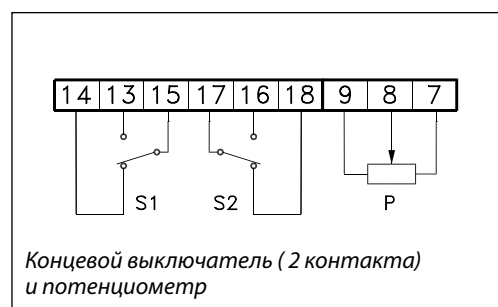 14 13 15 17 16 18 9 8 7
S1 S2 P
Концевой выключатель ( 2 контакта)
и потенциометр